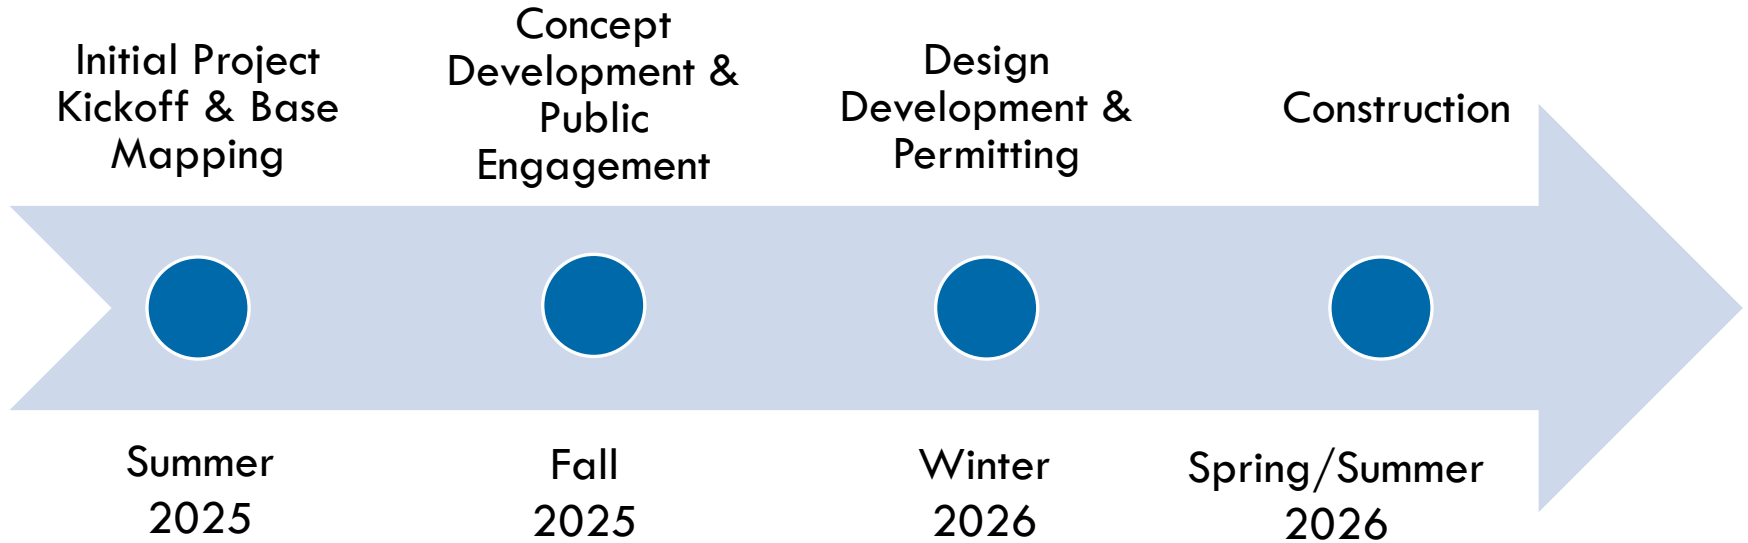 Initial Project
Kickoff & Base
Mapping
Concept
Development &
Public
Engagement
Design
Development &
Permitting
Construction
Summer
2025
Fall
2025
Winter
2026
Spring/Summer
2026